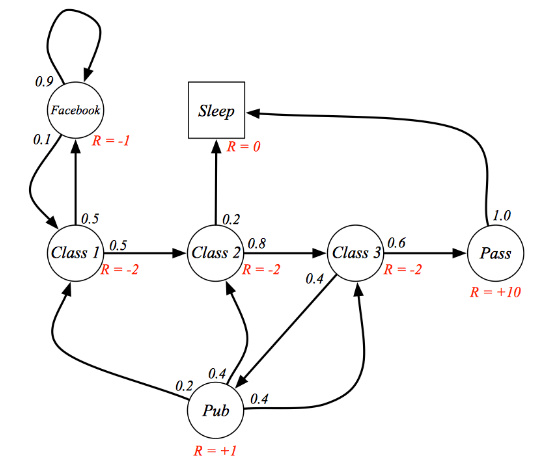 0.9
Facebook
0.1
R = -1
Sleep
R = 0
0.5
0.2
1.0
Class 1
0.5
R = -2
Class 2
0.8
R = -2
Class 3
0.6
R = -2
Pass
R = +10
0.4
0.2
0.4
Pub
0.4
R = +1